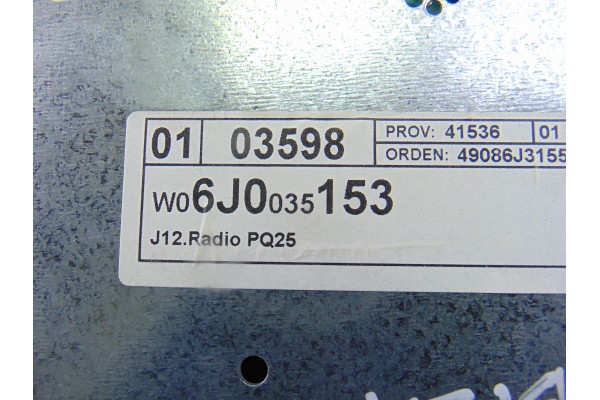 01 03598 PROV: 41536 01
ORDEN: 49086J3155
W06J0035153
J12.Radio PQ25